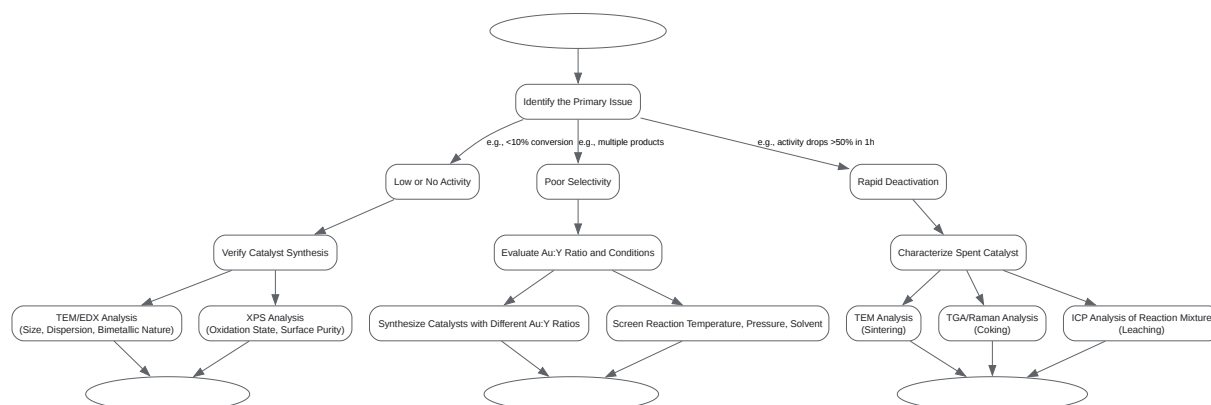 Identify the Primary Issue
e.g., <10% conversion
e.g., multiple products
e.g., activity drops >50% in 1h
Low or No Activity
Poor Selectivity
Rapid Deactivation
Verify Catalyst Synthesis
Evaluate Au:Y Ratio and Conditions
Characterize Spent Catalyst
TEM/EDX Analysis
(Size, Dispersion, Bimetallic Nature)
XPS Analysis
(Oxidation State, Surface Purity)
Synthesize Catalysts with Different Au:Y Ratios
Screen Reaction Temperature, Pressure, Solvent
TEM Analysis
(Sintering)
TGA/Raman Analysis
(Coking)
ICP Analysis of Reaction Mixture
(Leaching)